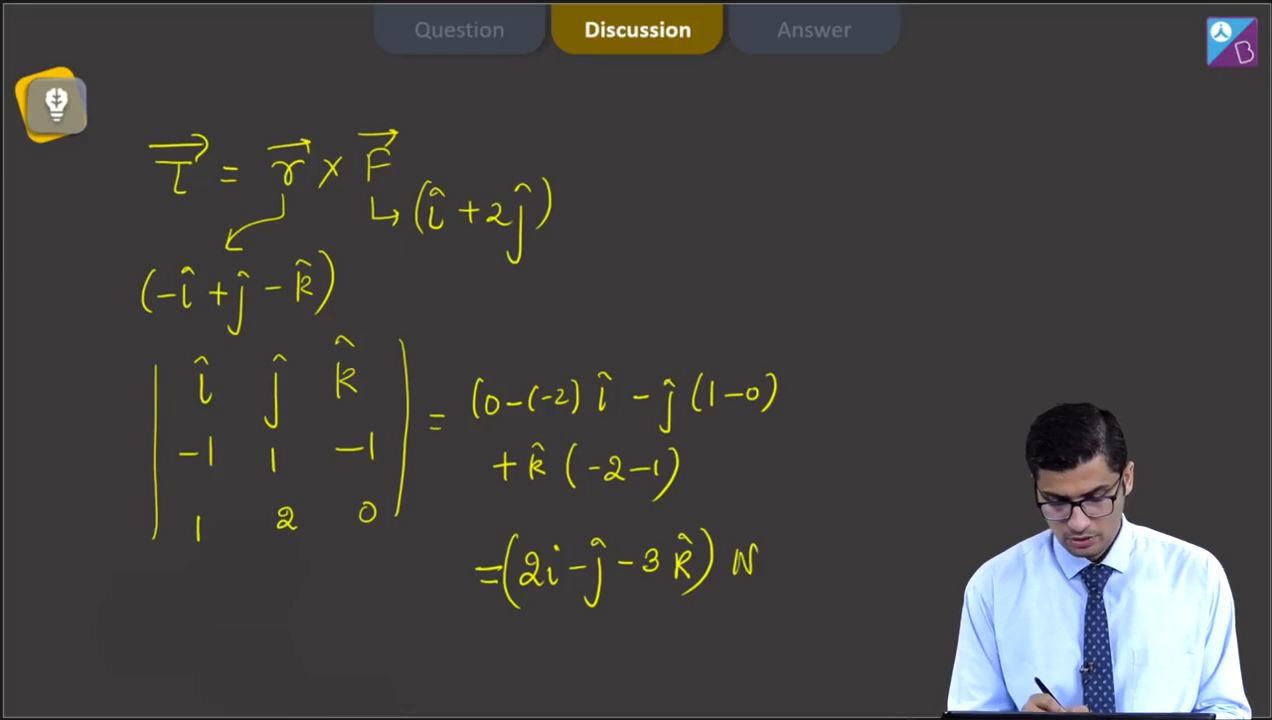 Question Discussion Answer
B
τ⃗ = r⃗ × F⃗
(î + 2ĵ)
(-î + ĵ - k̂)
| î ĵ k̂ |
| -1 1 -1 |
| 1 2 0 |
= (0-(-2) î - ĵ (1-0)
+ k̂ (-2-1)
= (2i - ĵ - 3 k̂) N